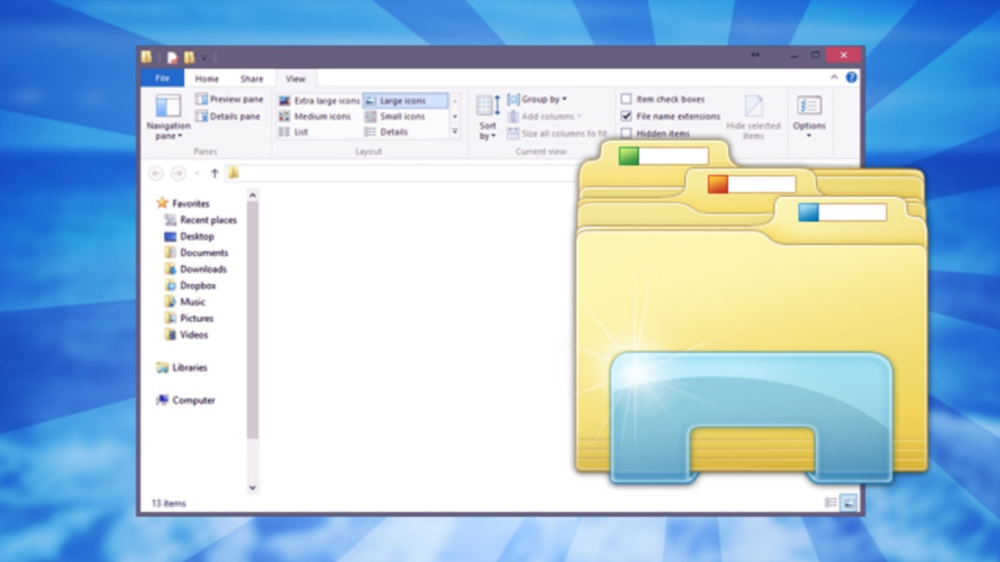 File Home Share View
Preview pane
Details pane
Navigation pane
Panes
Extra large icons Large icons
Medium icons Small icons
List Details
Layout
Sort by
Group by
Add columns
Size all columns to fit
Current view
Item check boxes
File name extensions
Hidden items
Hide selected items
Options
Favorites
Recent places
Desktop
Documents
Downloads
Dropbox
Music
Pictures
Videos
Libraries
Computer
13 items